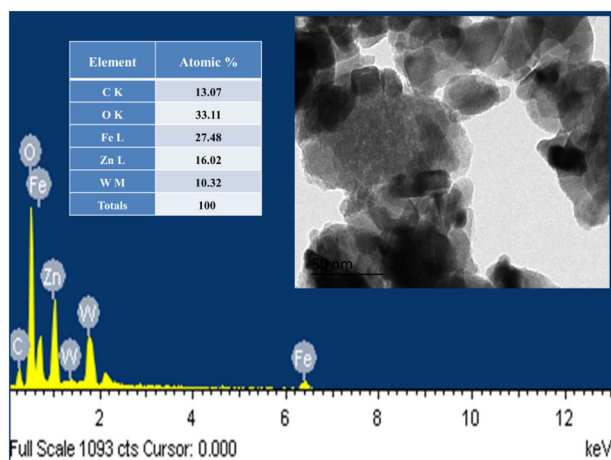 Element Atomic %
C K 13.07
O K 33.11
Fe L 27.48
Zn L 16.02
W M 10.32
Totals 100
50 nm
O
Fe
Zn
C
W
W
Fe
2 4 6 8 10 12
Full Scale 1093 cts Cursor: 0.000 keV